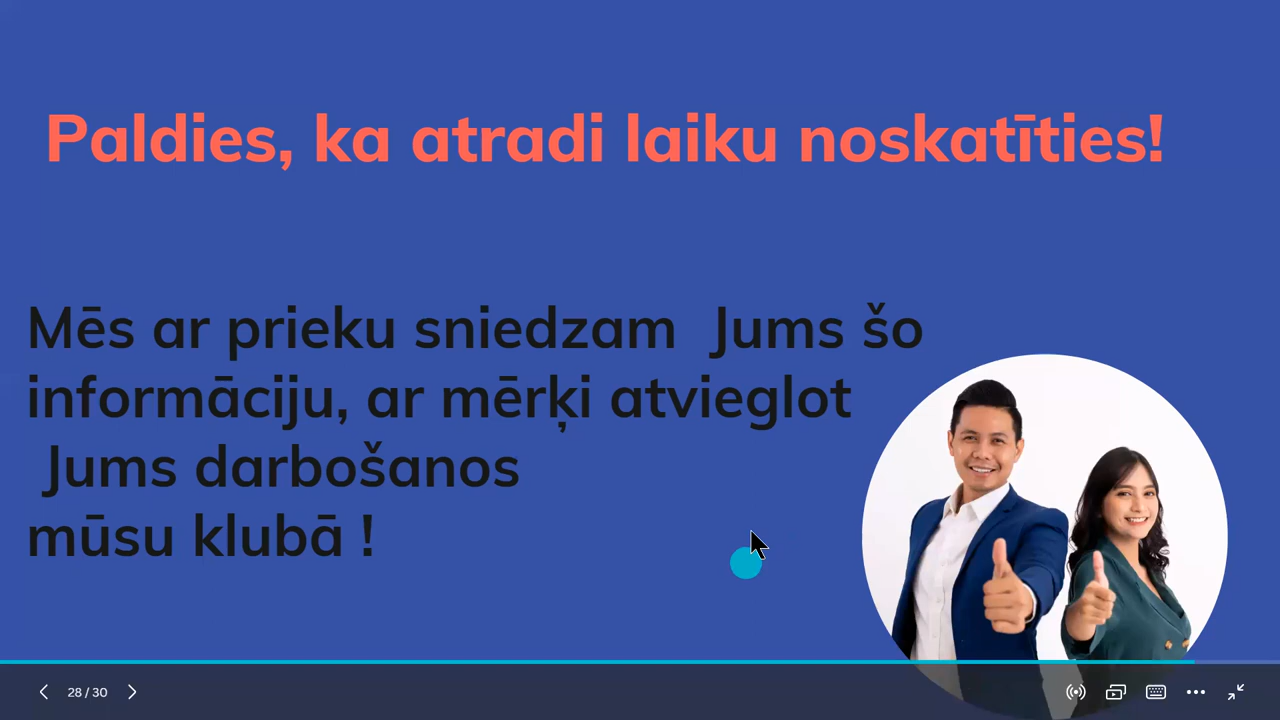 Paldies, ka atradi laiku noskatīties!
Mēs ar prieku sniedzam Jums šo
informāciju, ar mērķi atvieglot
Jums darbošanos
mūsu klubā !
28 / 30